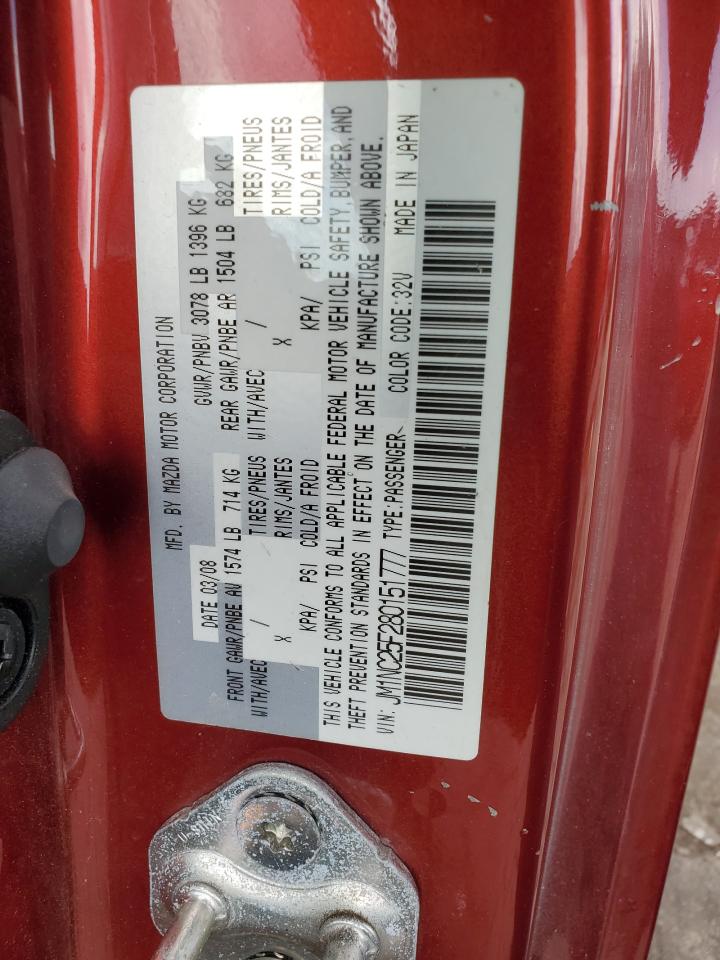 MFD. BY MAZDA MOTOR CORPORATION
DATE 03/08 GVWR/PNBV 3078 LB 1396 KG
FRONT GAWR/PNBE AV 1574 LB 714 KG REAR GAWR/PNBE AR 1504 LB 682 KG
WITH/AVEC / TIRES/PNEUS WITH/AVEC / TIRES/PNEUS
X RIMS/JANTES X RIMS/JANTES
KPA/ PSI COLD/A FROID KPA/ PSI COLD/A FROID
THIS VEHICLE CONFORMS TO ALL APPLICABLE FEDERAL MOTOR VEHICLE SAFETY,BUMPER,AND
THEFT PREVENTION STANDARDS IN EFFECT ON THE DATE OF MANUFACTURE SHOWN ABOVE.
VIN: JM1NC25F280151777 TYPE:PASSENGER COLOR CODE:32V MADE IN JAPAN